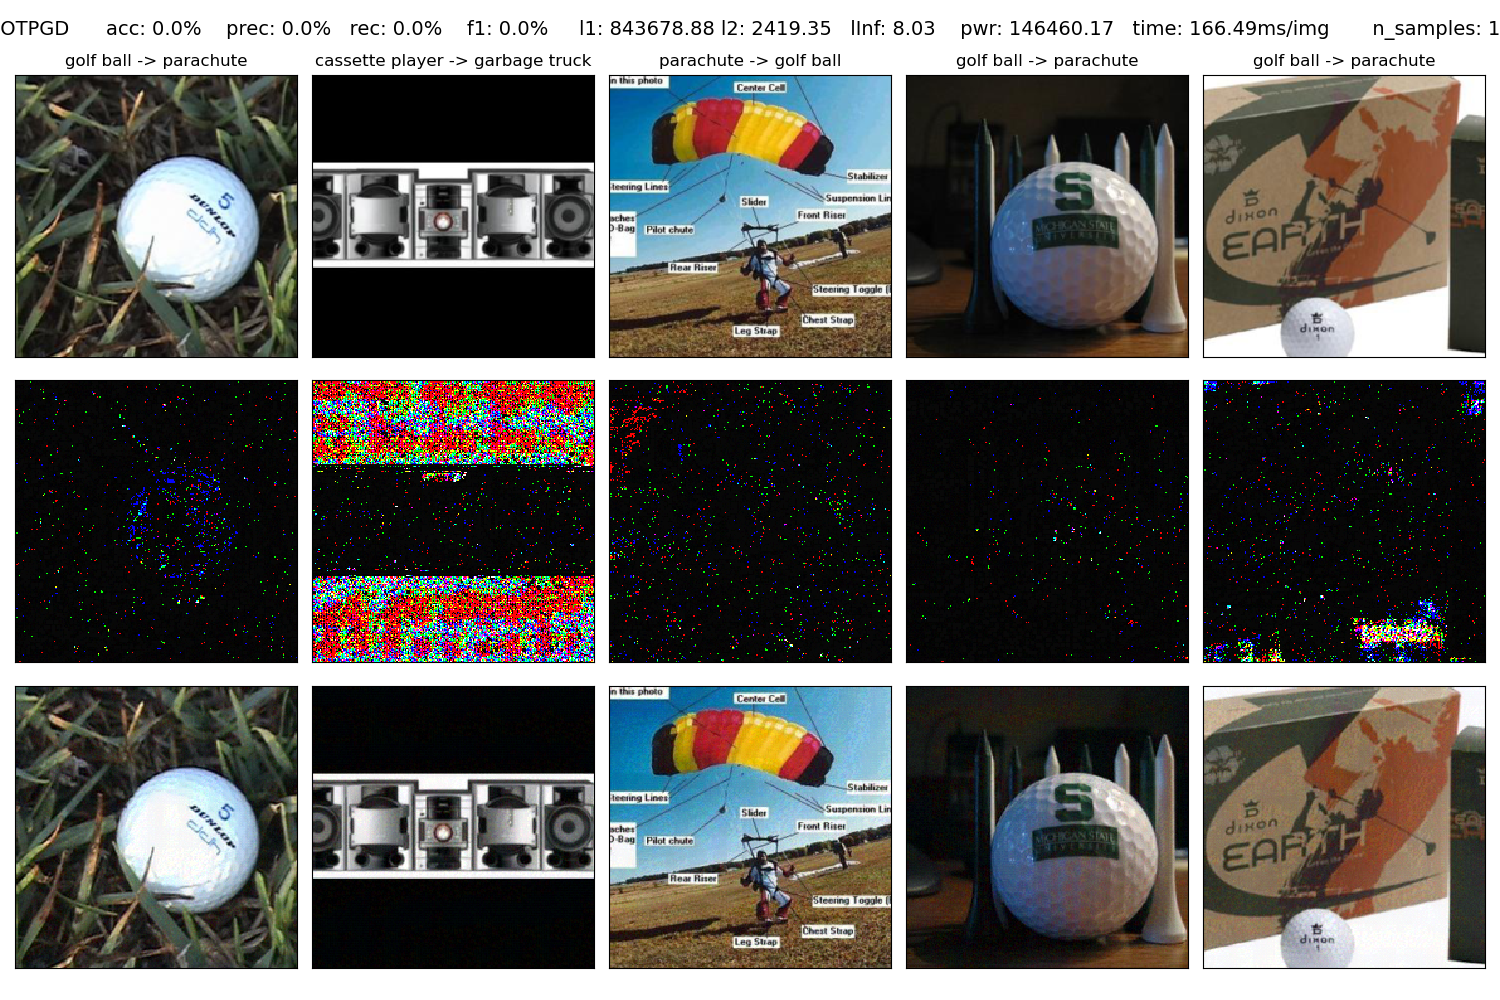 OTPGD acc: 0.0% prec: 0.0% rec: 0.0% f1: 0.0% l1: 843678.88 l2: 2419.35 lInf: 8.03 pwr: 146460.17 time: 166.49ms/img n_samples: 1
golf ball -> parachute
cassette player -> garbage truck
parachute -> golf ball
golf ball -> parachute
golf ball -> parachute
5
DUNLOP
ddh
in this photo
Center Cell
Stabilizer
Steering Lines
Suspension Lin
Slider
Front Riser
aches
D-Bag
Pilot chute
Rear Riser
Steering Toggle (
Chest Strap
Leg Strap
S
MICHIGAN STATE
UNIVERSITY
dixon
EARTH
dixon
1
5
DUNLOP
ddh
in this photo
Center Cell
Stabilizer
Steering Lines
Suspension Lin
Slider
Front Riser
aches
D-Bag
Pilot chute
Rear Riser
Steering Toggle (
Chest Strap
Leg Strap
S
MICHIGAN STATE
UNIVERSITY
dixon
EARTH
dixon